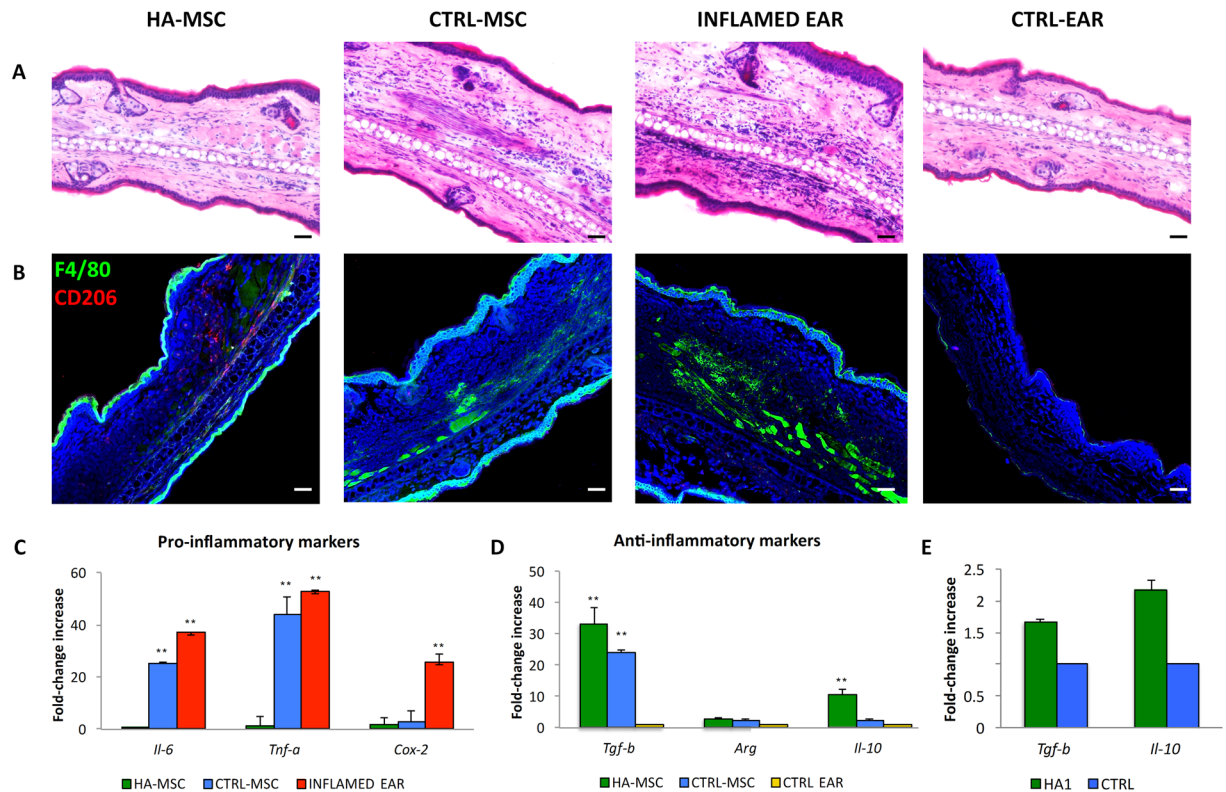 HA-MSC CTRL-MSC INFLAMED EAR CTRL-EAR
A
B
F4/80
CD206
C Pro-inflammatory markers
Fold-change increase
60
40
20
0
** ** ** ** **
Il-6 Tnf-a Cox-2
HA-MSC CTRL-MSC INFLAMED EAR
D Anti-inflammatory markers
Fold-change increase
50
40
30
20
10
0
** ** **
Tgf-b Arg Il-10
HA-MSC CTRL-MSC CTRL EAR
E
Fold-change increase
2.5
2
1.5
1
0.5
0
Tgf-b Il-10
HA1 CTRL